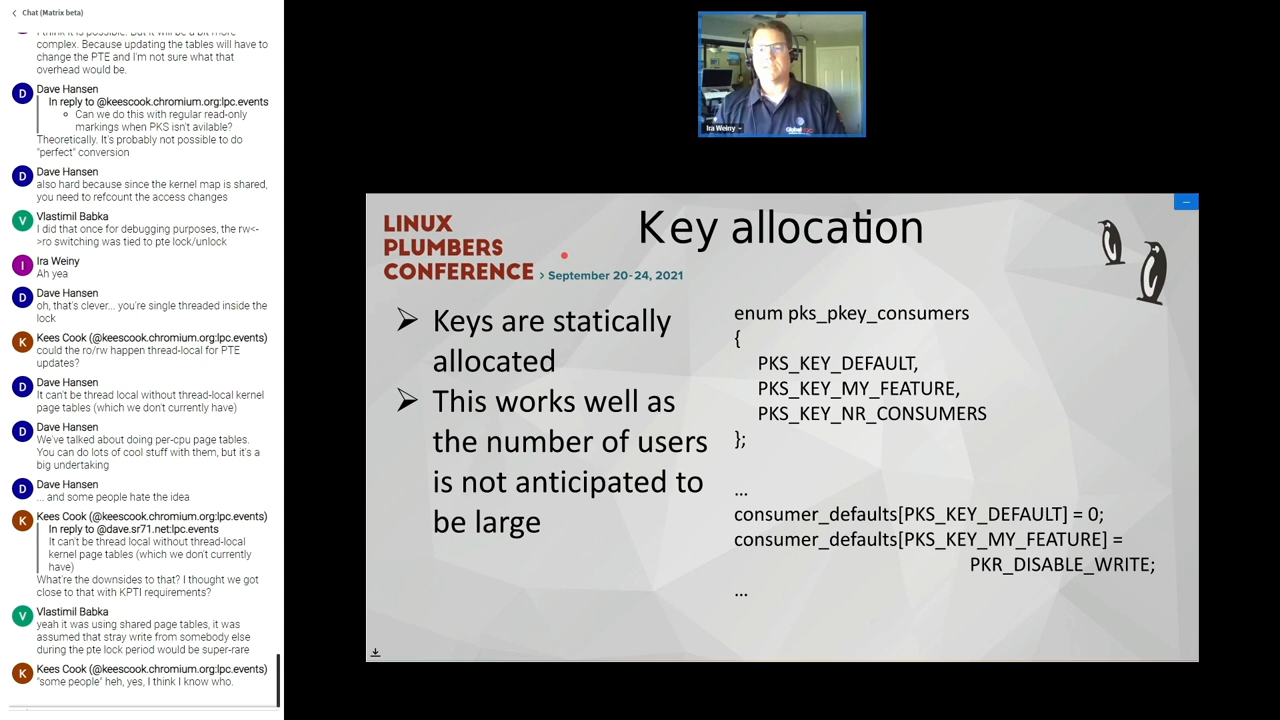 Chat (Matrix beta)
I think it is possible. But it will be a bit more
complex. Because updating the tables will have to
change the PTE and I'm not sure what that
overhead would be.
D
Dave Hansen
In reply to @keescook.chromium.org:lpc.events
Can we do this with regular read-only
markings when PKS isn't avilable?
Theoretically. It's probably not possible to do
"perfect" conversion
D
Dave Hansen
also hard because since the kernel map is shared,
you need to refcount the access changes
V
Vlastimil Babka
I did that once for debugging purposes, the rw<-
>ro switching was tied to pte lock/unlock
I
Ira Weiny
Ah yea
D
Dave Hansen
oh, that's clever... you're single threaded inside the
lock
K
Kees Cook (@keescook.chromium.org:lpc.events)
could the ro/rw happen thread-local for PTE
updates?
D
Dave Hansen
It can't be thread local without thread-local kernel
page tables (which we don't currently have)
D
Dave Hansen
We've talked about doing per-cpu page tables.
You can do lots of cool stuff with them, but it's a
big undertaking
D
Dave Hansen
... and some people hate the idea
K
Kees Cook (@keescook.chromium.org:lpc.events)
In reply to @dave.sr71.net:lpc.events
It can't be thread local without thread-local
kernel page tables (which we don't currently
have)
What're the downsides to that? I thought we got
close to that with KPTI requirements?
V
Vlastimil Babka
yeah it was using shared page tables, it was
assumed that stray write from somebody else
during the pte lock period would be super-rare
K
Kees Cook (@keescook.chromium.org:lpc.events)
"some people" heh, yes, I think I know who.
Ira Weiny
LINUX
PLUMBERS
CONFERENCE > September 20-24, 2021
Key allocation
➢ Keys are statically
allocated
➢ This works well as
the number of users
is not anticipated to
be large
enum pks_pkey_consumers
{
PKS_KEY_DEFAULT,
PKS_KEY_MY_FEATURE,
PKS_KEY_NR_CONSUMERS
};
...
consumer_defaults[PKS_KEY_DEFAULT] = 0;
consumer_defaults[PKS_KEY_MY_FEATURE] =
PKR_DISABLE_WRITE;
...